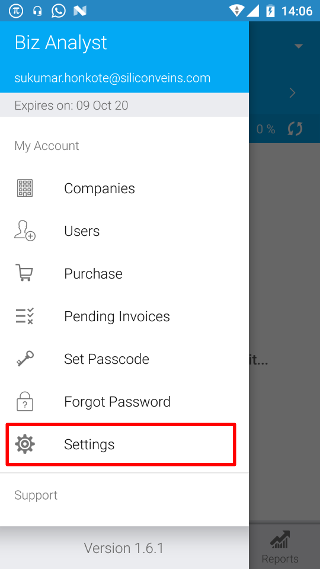 14:06
Biz Analyst
sukumar.honkote@siliconveins.com
Expires on: 09 Oct 20
0 %
My Account
Companies
Users
Purchase
Pending Invoices
it...
Set Passcode
Forgot Password
?
Settings
Support
Version 1.6.1
Reports